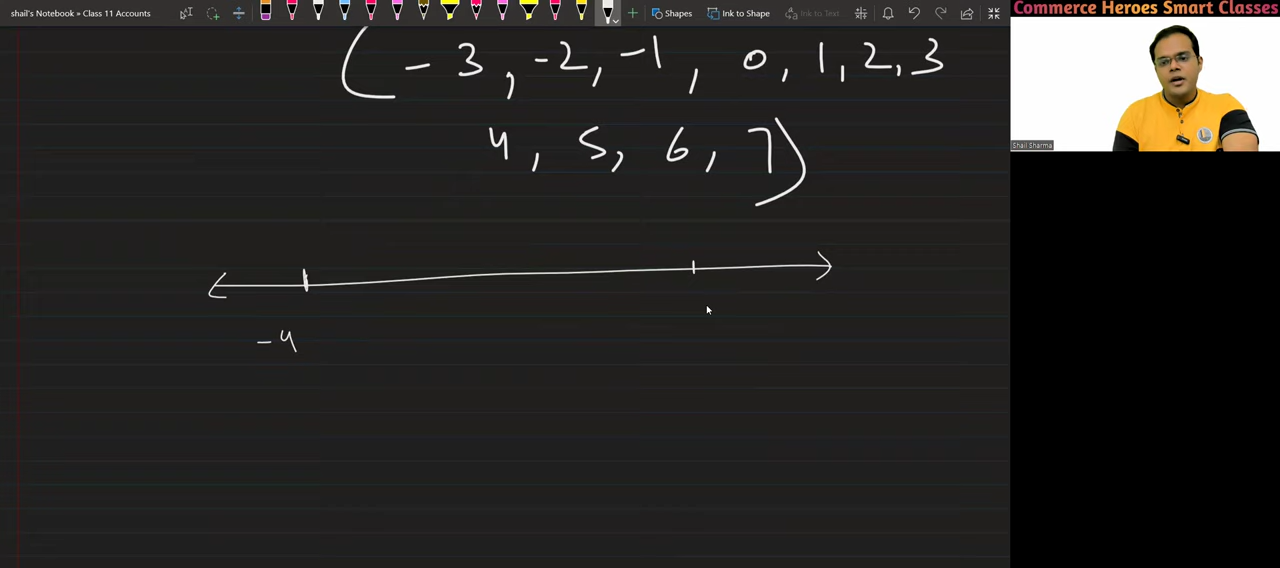 shail's Notebook » Class 11 Accounts
Shapes
Ink to Shape
Ink to Text
Commerce Heroes Smart Classes
Shail Sharma
( - 3 , -2, -1 , 0, 1, 2, 3
4 , 5, 6 , 7 )
-4